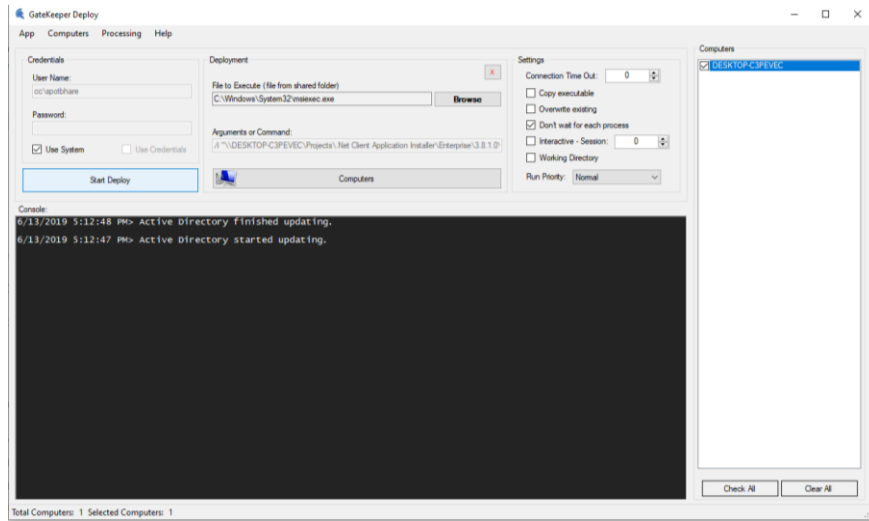 GateKeeper Deploy
App Computers Processing Help
Credentials
User Name:
cc\spotbhare
Password:
Use System
Use Credentials
Start Deploy
Deployment
X
File to Execute (file from shared folder)
C:\Windows\System32\msiexec.exe
Browse
Arguments or Command:
/i "\\DESKTOP-C3PEVEC\Projects\.Net Client Application Installer\Enterprise\3.8.1.0\
Computers
Settings
Connection Time Out: 0
Copy executable
Overwrite existing
Don't wait for each process
Interactive - Session: 0
Working Directory
Run Priority: Normal
Computers
DESKTOP-C3PEVEC
Console:
6/13/2019 5:12:48 PM> Active Directory finished updating.
6/13/2019 5:12:47 PM> Active Directory started updating.
Check All
Clear All
Total Computers: 1 Selected Computers: 1